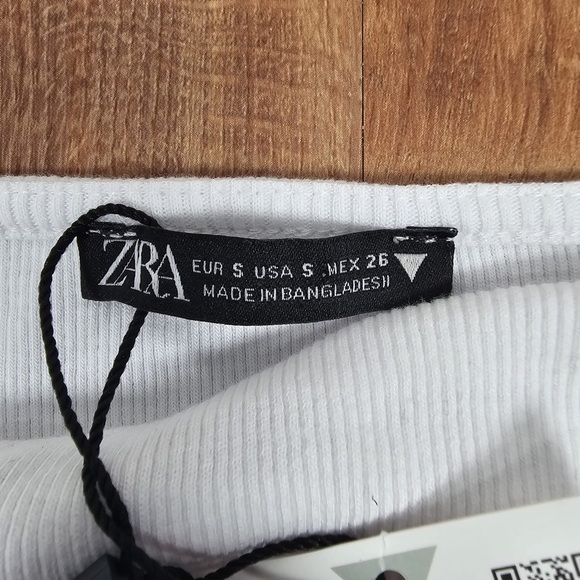 ZARA
EUR S USA S MEX 26
MADE IN BANGLADESH